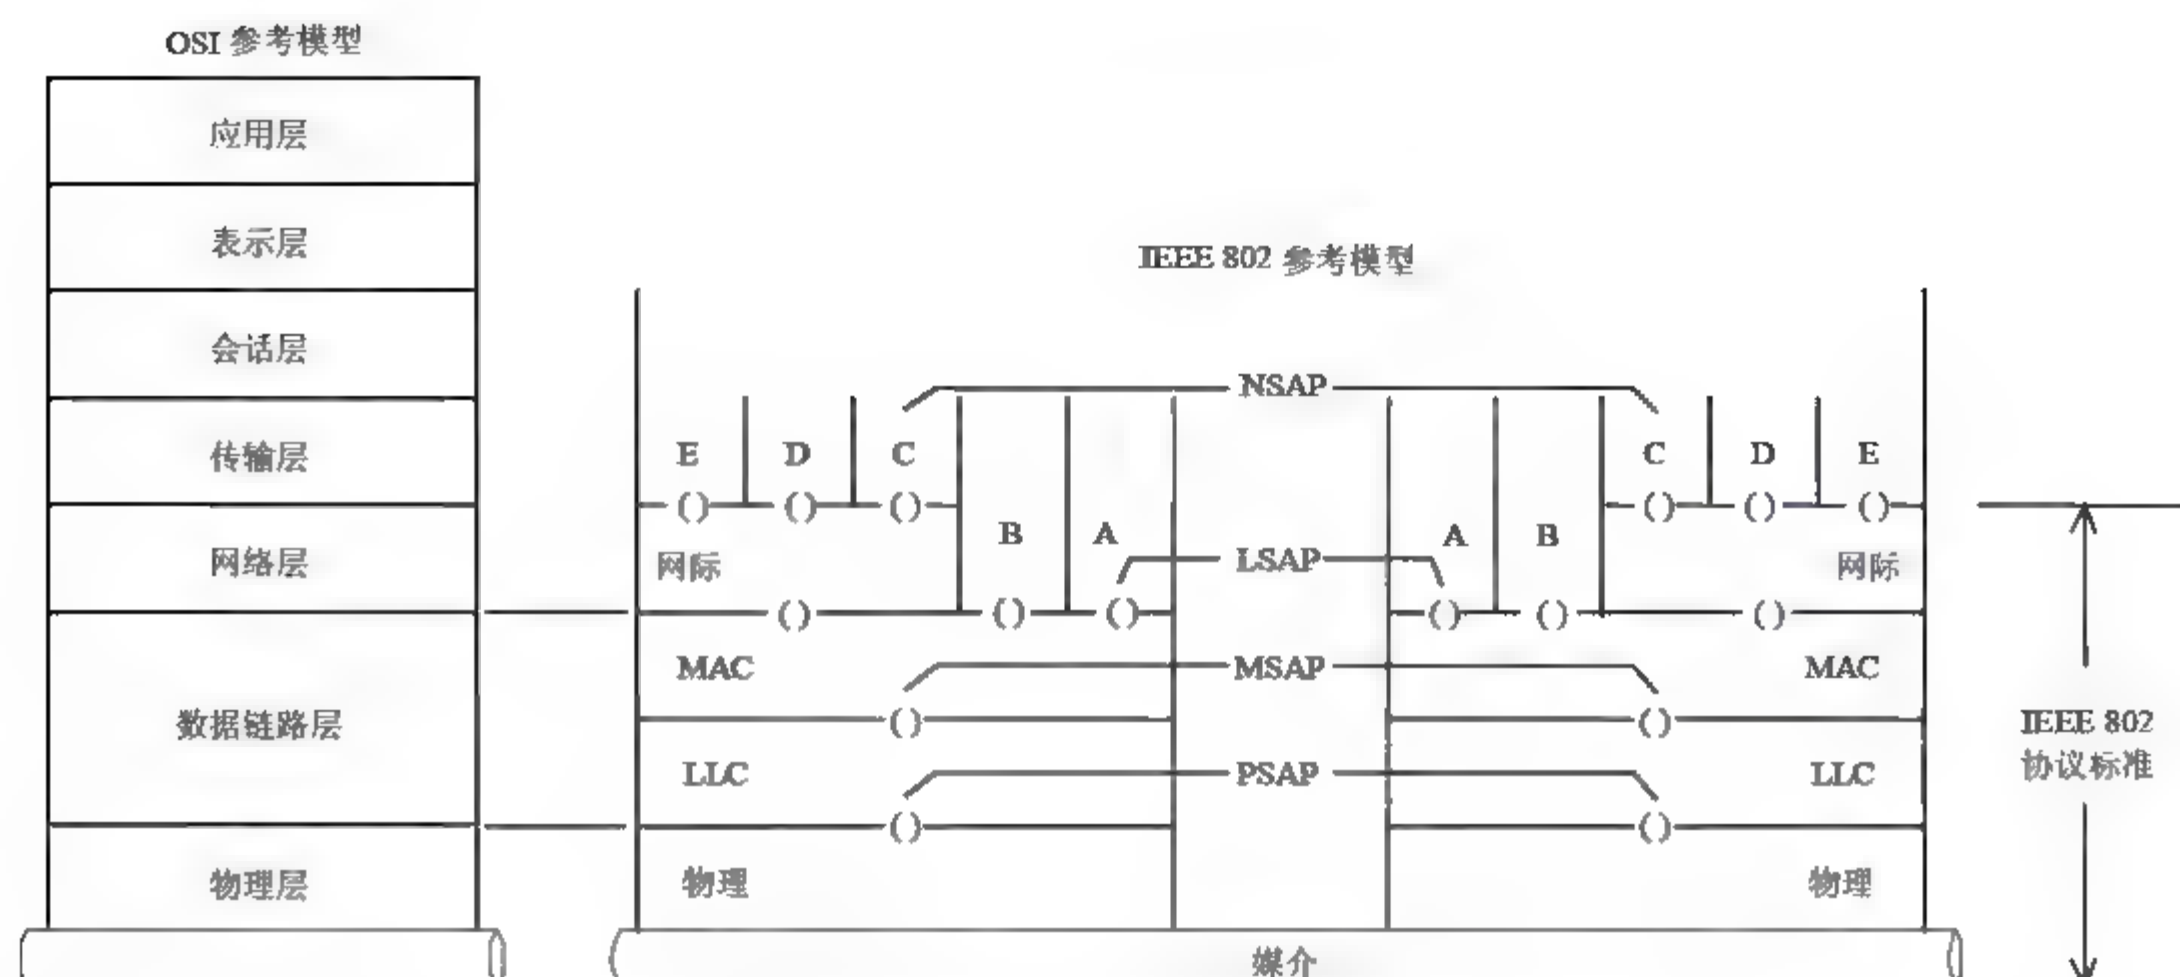 OSI 参考模型
应用层
表示层
会话层
传输层
网络层
数据链路层
物理层
IEEE 802 参考模型
NSAP
E D C
C D E
B A
A B
LSAP
网际
网际
MAC
MSAP
MAC
LLC
PSAP
LLC
物理
物理
媒介
IEEE 802
协议标准